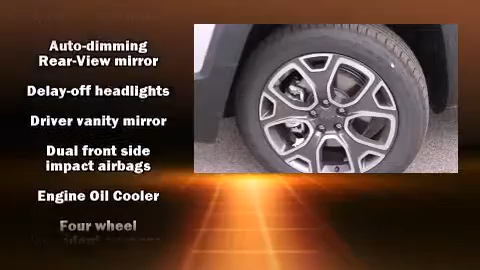 Auto-dimming
Rear-View mirror
Delay-off headlights
Driver vanity mirror
Dual front side
impact airbags
Engine Oil Cooler
Four wheel